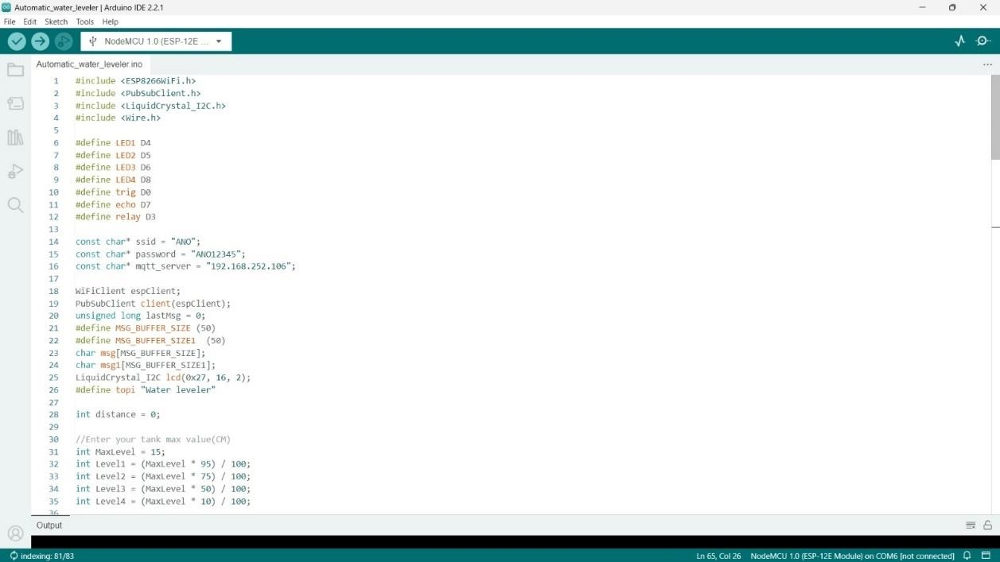 Automatic_water_leveler | Arduino IDE 2.2.1
File Edit Sketch Tools Help
NodeMCU 1.0 (ESP-12E ...
Automatic_water_leveler.ino
1 #include <ESP8266WiFi.h>
2 #include <PubSubClient.h>
3 #include <LiquidCrystal_I2C.h>
4 #include <Wire.h>
5
6 #define LED1 D4
7 #define LED2 D5
8 #define LED3 D6
9 #define LED4 D8
10 #define trig D0
11 #define echo D7
12 #define relay D3
13
14 const char* ssid = "ANO";
15 const char* password = "ANO12345";
16 const char* mqtt_server = "192.168.252.106";
17
18 WiFiClient espClient;
19 PubSubClient client(espClient);
20 unsigned long lastMsg = 0;
21 #define MSG_BUFFER_SIZE (50)
22 #define MSG_BUFFER_SIZE1 (50)
23 char msg[MSG_BUFFER_SIZE];
24 char msg1[MSG_BUFFER_SIZE1];
25 LiquidCrystal_I2C lcd(0x27, 16, 2);
26 #define topi "Water leveler"
27
28 int distance = 0;
29
30 //Enter your tank max value(CM)
31 int MaxLevel = 15;
32 int Level1 = (MaxLevel * 95) / 100;
33 int Level2 = (MaxLevel * 75) / 100;
34 int Level3 = (MaxLevel * 50) / 100;
35 int Level4 = (MaxLevel * 10) / 100;
36
Output
indexing: 81/83 Ln 65, Col 26 NodeMCU 1.0 (ESP-12E Module) on COM6 [not connected]